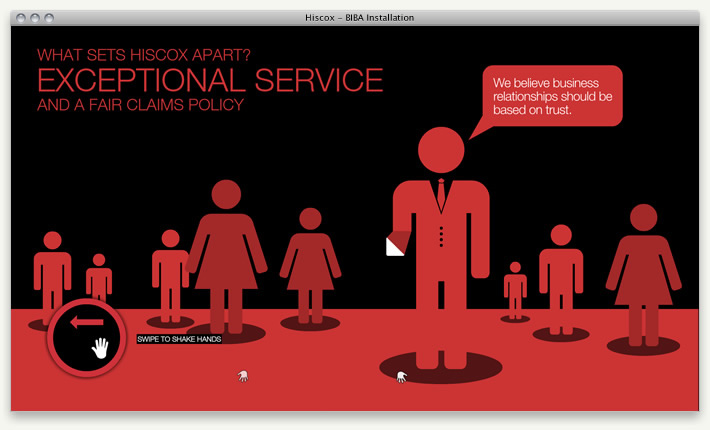 Hiscox – BIBA Installation
WHAT SETS HISCOX APART?
EXCEPTIONAL SERVICE
AND A FAIR CLAIMS POLICY
We believe business
relationships should be
based on trust.
SWIPE TO SHAKE HANDS